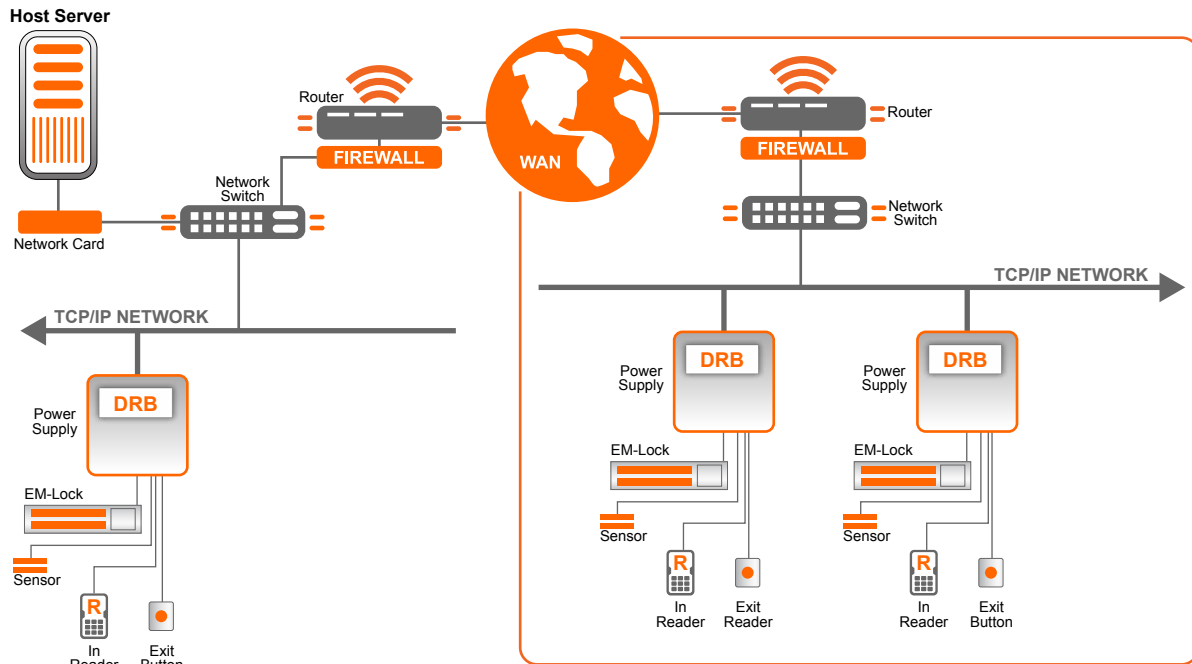 Host Server
Network Card
Network
Switch
Router
FIREWALL
WAN
Router
FIREWALL
Network
Switch
TCP/IP NETWORK
DRB
Power
Supply
EM-Lock
Sensor
R
In
Reader
Exit
Button
TCP/IP NETWORK
DRB
Power
Supply
EM-Lock
Sensor
R
In
Reader
Exit
Reader
DRB
Power
Supply
EM-Lock
Sensor
R
In
Reader
Exit
Button